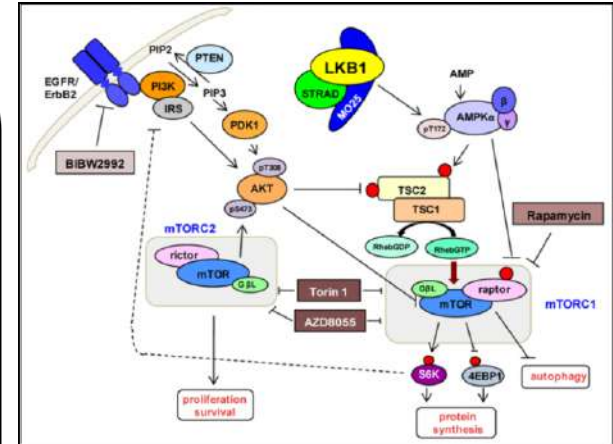 EGFR/
ErbB2
PIP2
PTEN
PI3K
PIP3
IRS
PDK1
BIBW2992
LKB1
STRAD
MO25
AMP
β
AMPKα
γ
pT172
pT308
AKT
pS473
TSC2
TSC1
Rapamycin
mTORC2
rictor
mTOR
GβL
RhebGDP
RhebGTP
Torin 1
AZD8055
GβL
raptor
mTOR
mTORC1
S6K
4EBP1
autophagy
proliferation
survival
protein
synthesis